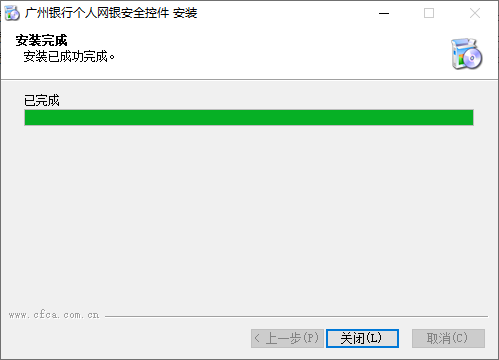 广州银行个人网银安全控件 安装
安装完成
安装已成功完成。
已完成
www.cfca.com.cn
< 上一步(P)
关闭(L)
取消(C)